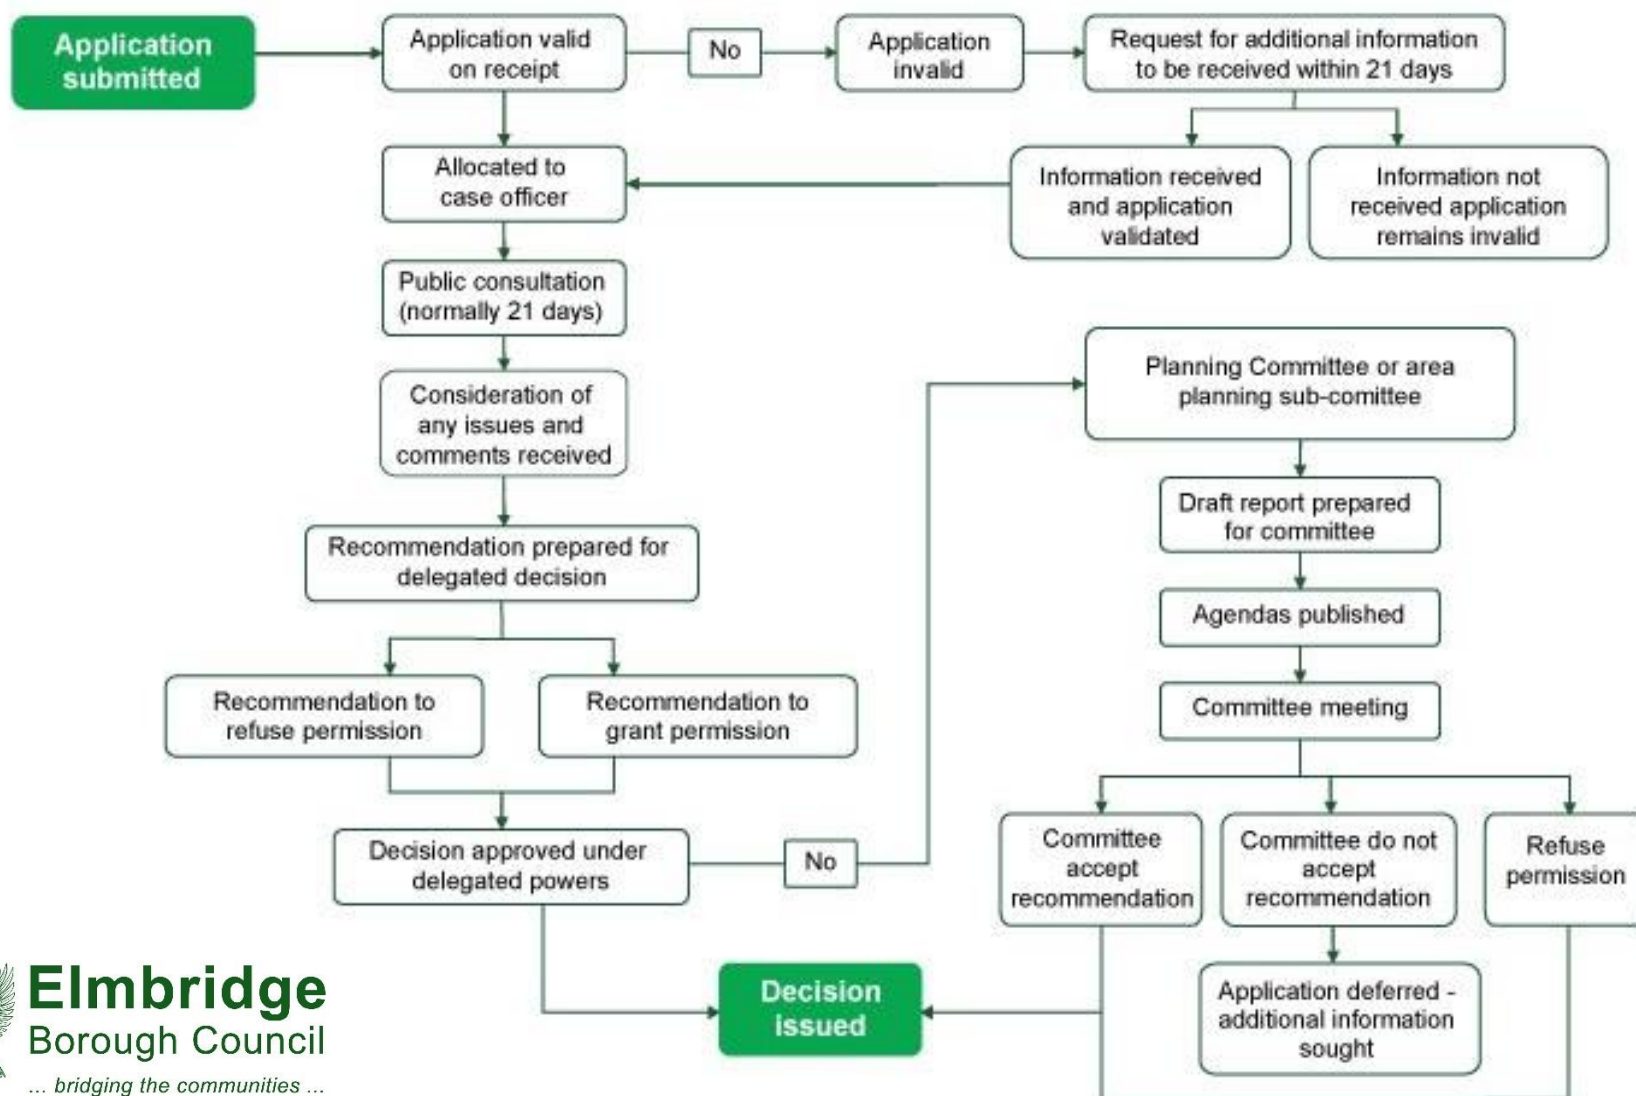 Application
submitted
Application valid
on receipt
No
Application
invalid
Request for additional information
to be received within 21 days
Allocated to
case officer
Information received
and application
validated
Information not
received application
remains invalid
Public consultation
(normally 21 days)
Consideration of
any issues and
comments received
Recommendation prepared for
delegated decision
Recommendation to
refuse permission
Recommendation to
grant permission
Decision approved under
delegated powers
No
Planning Committee or area
planning sub-comittee
Draft report prepared
for committee
Agendas published
Committee meeting
Committee
accept
recommendation
Committee do not
accept
recommendation
Refuse
permission
Application deferred -
additional information
sought
Decision
issued
Elmbridge
Borough Council
... bridging the communities ...